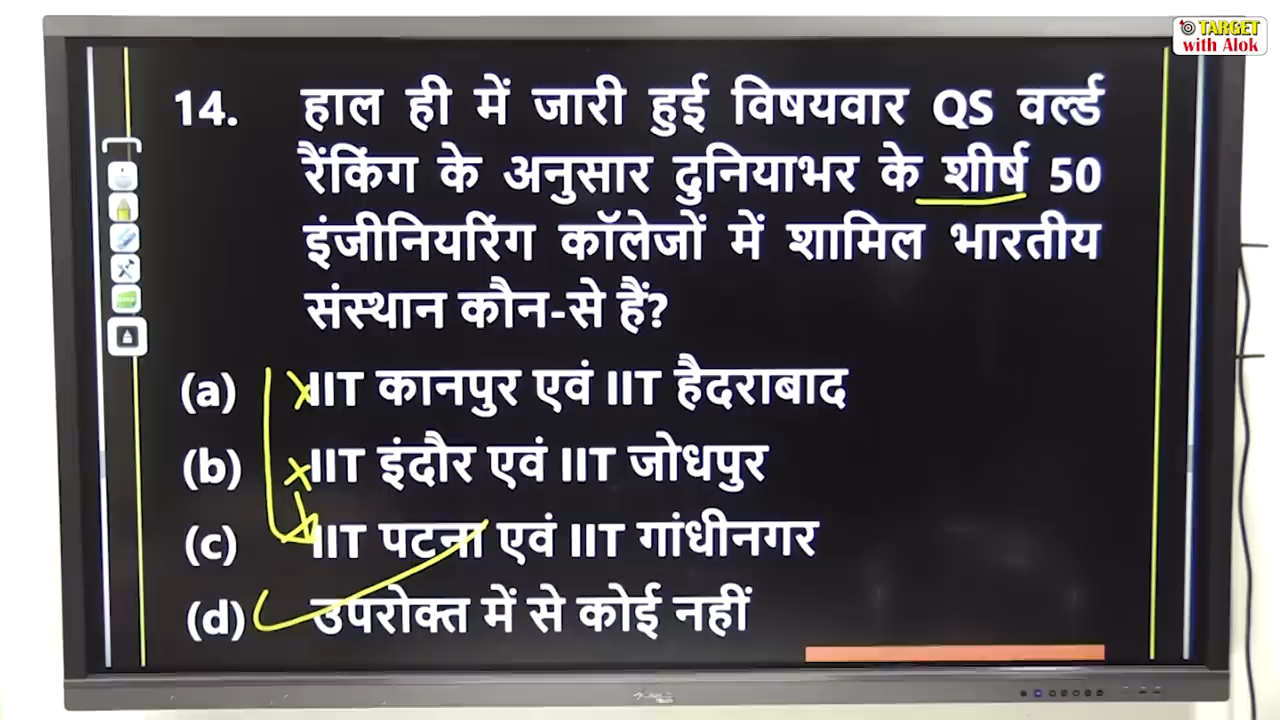 TARGET
with Alok
14. हाल ही में जारी हुई विषयवार QS वर्ल्ड
रैंकिंग के अनुसार दुनियाभर के शीर्ष 50
इंजीनियरिंग कॉलेजों में शामिल भारतीय
संस्थान कौन-से हैं?
(a) IIT कानपुर एवं IIT हैदराबाद
(b) IIT इंदौर एवं IIT जोधपुर
(c) IIT पटना एवं IIT गांधीनगर
(d) उपरोक्त में से कोई नहीं